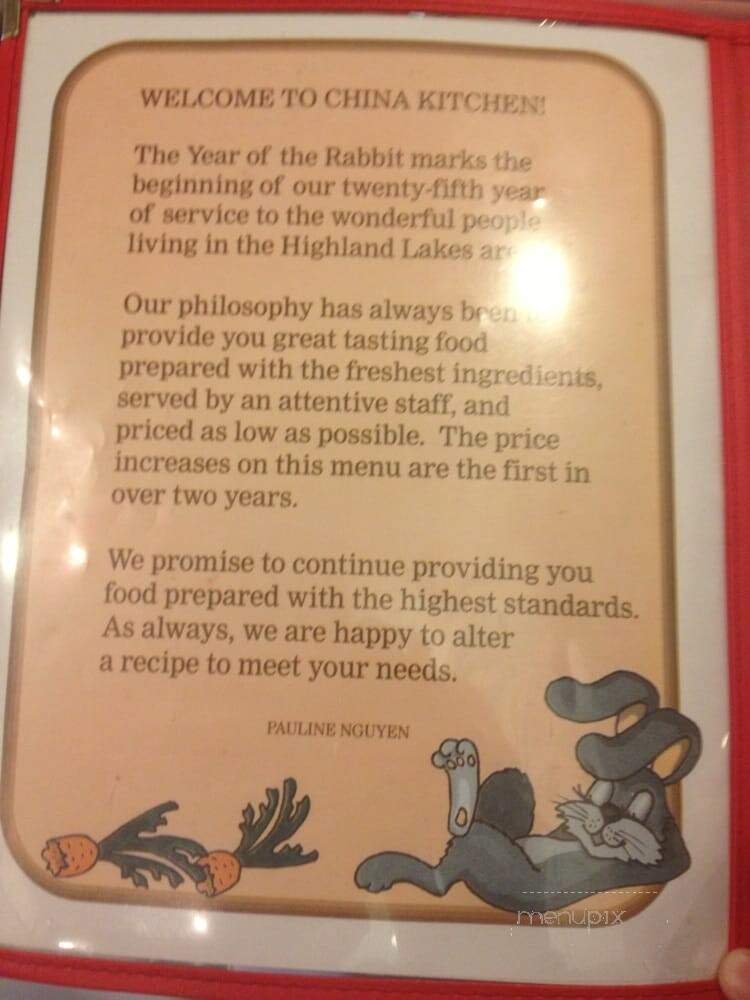 WELCOME TO CHINA KITCHEN!
The Year of the Rabbit marks the
beginning of our twenty-fifth year
of service to the wonderful people
living in the Highland Lakes
Our philosophy has always been
provide you great tasting food
prepared with the freshest ingredients,
served by an attentive staff, and
priced as low as possible. The price
increases on this menu are the first in
over two years.
We promise to continue providing you
food prepared with the highest standards.
As always, we are happy to alter
a recipe to meet your needs.
PAULINE NGUYEN
menupix